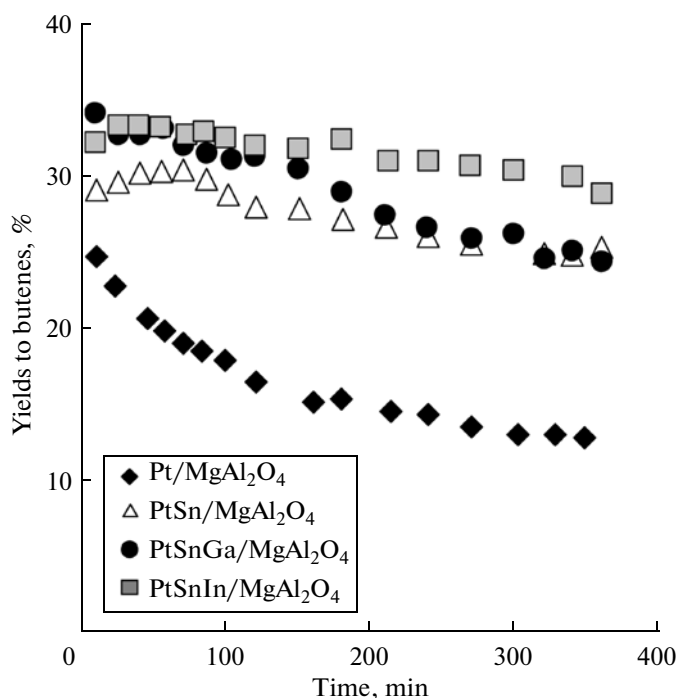 40
30
20
10
Yields to butenes, %
Pt/MgAl₂O₄
PtSn/MgAl₂O₄
PtSnGa/MgAl₂O₄
PtSnIn/MgAl₂O₄
0 100 200 300 400
Time, min